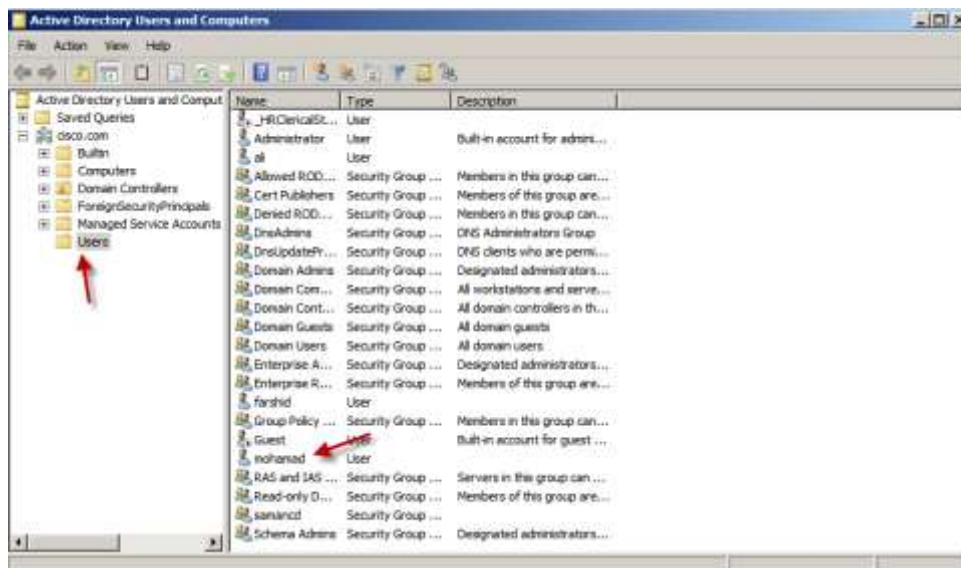 Active Directory Users and Computers
File Action View Help
Active Directory Users and Comput
Saved Queries
cisco.com
Builtin
Computers
Domain Controllers
ForeignSecurityPrincipals
Managed Service Accounts
Users
Name Type Description
_HRClericalSt... User
Administrator User Built-in account for admini...
ali User
Allowed ROD... Security Group ... Members in this group can...
Cert Publishers Security Group ... Members of this group are...
Denied ROD... Security Group ... Members in this group can...
DnsAdmins Security Group ... DNS Administrators Group
DnsUpdatePr... Security Group ... DNS clients who are permi...
Domain Admins Security Group ... Designated administrators...
Domain Com... Security Group ... All workstations and serve...
Domain Cont... Security Group ... All domain controllers in th...
Domain Guests Security Group ... All domain guests
Domain Users Security Group ... All domain users
Enterprise A... Security Group ... Designated administrators...
Enterprise R... Security Group ... Members of this group are...
farshid User
Group Policy ... Security Group ... Members in this group can...
Guest User Built-in account for guest ...
mohamad User
RAS and IAS ... Security Group ... Servers in this group can ...
Read-only D... Security Group ... Members of this group are...
samancd Security Group ...
Schema Admins Security Group ... Designated administrators...